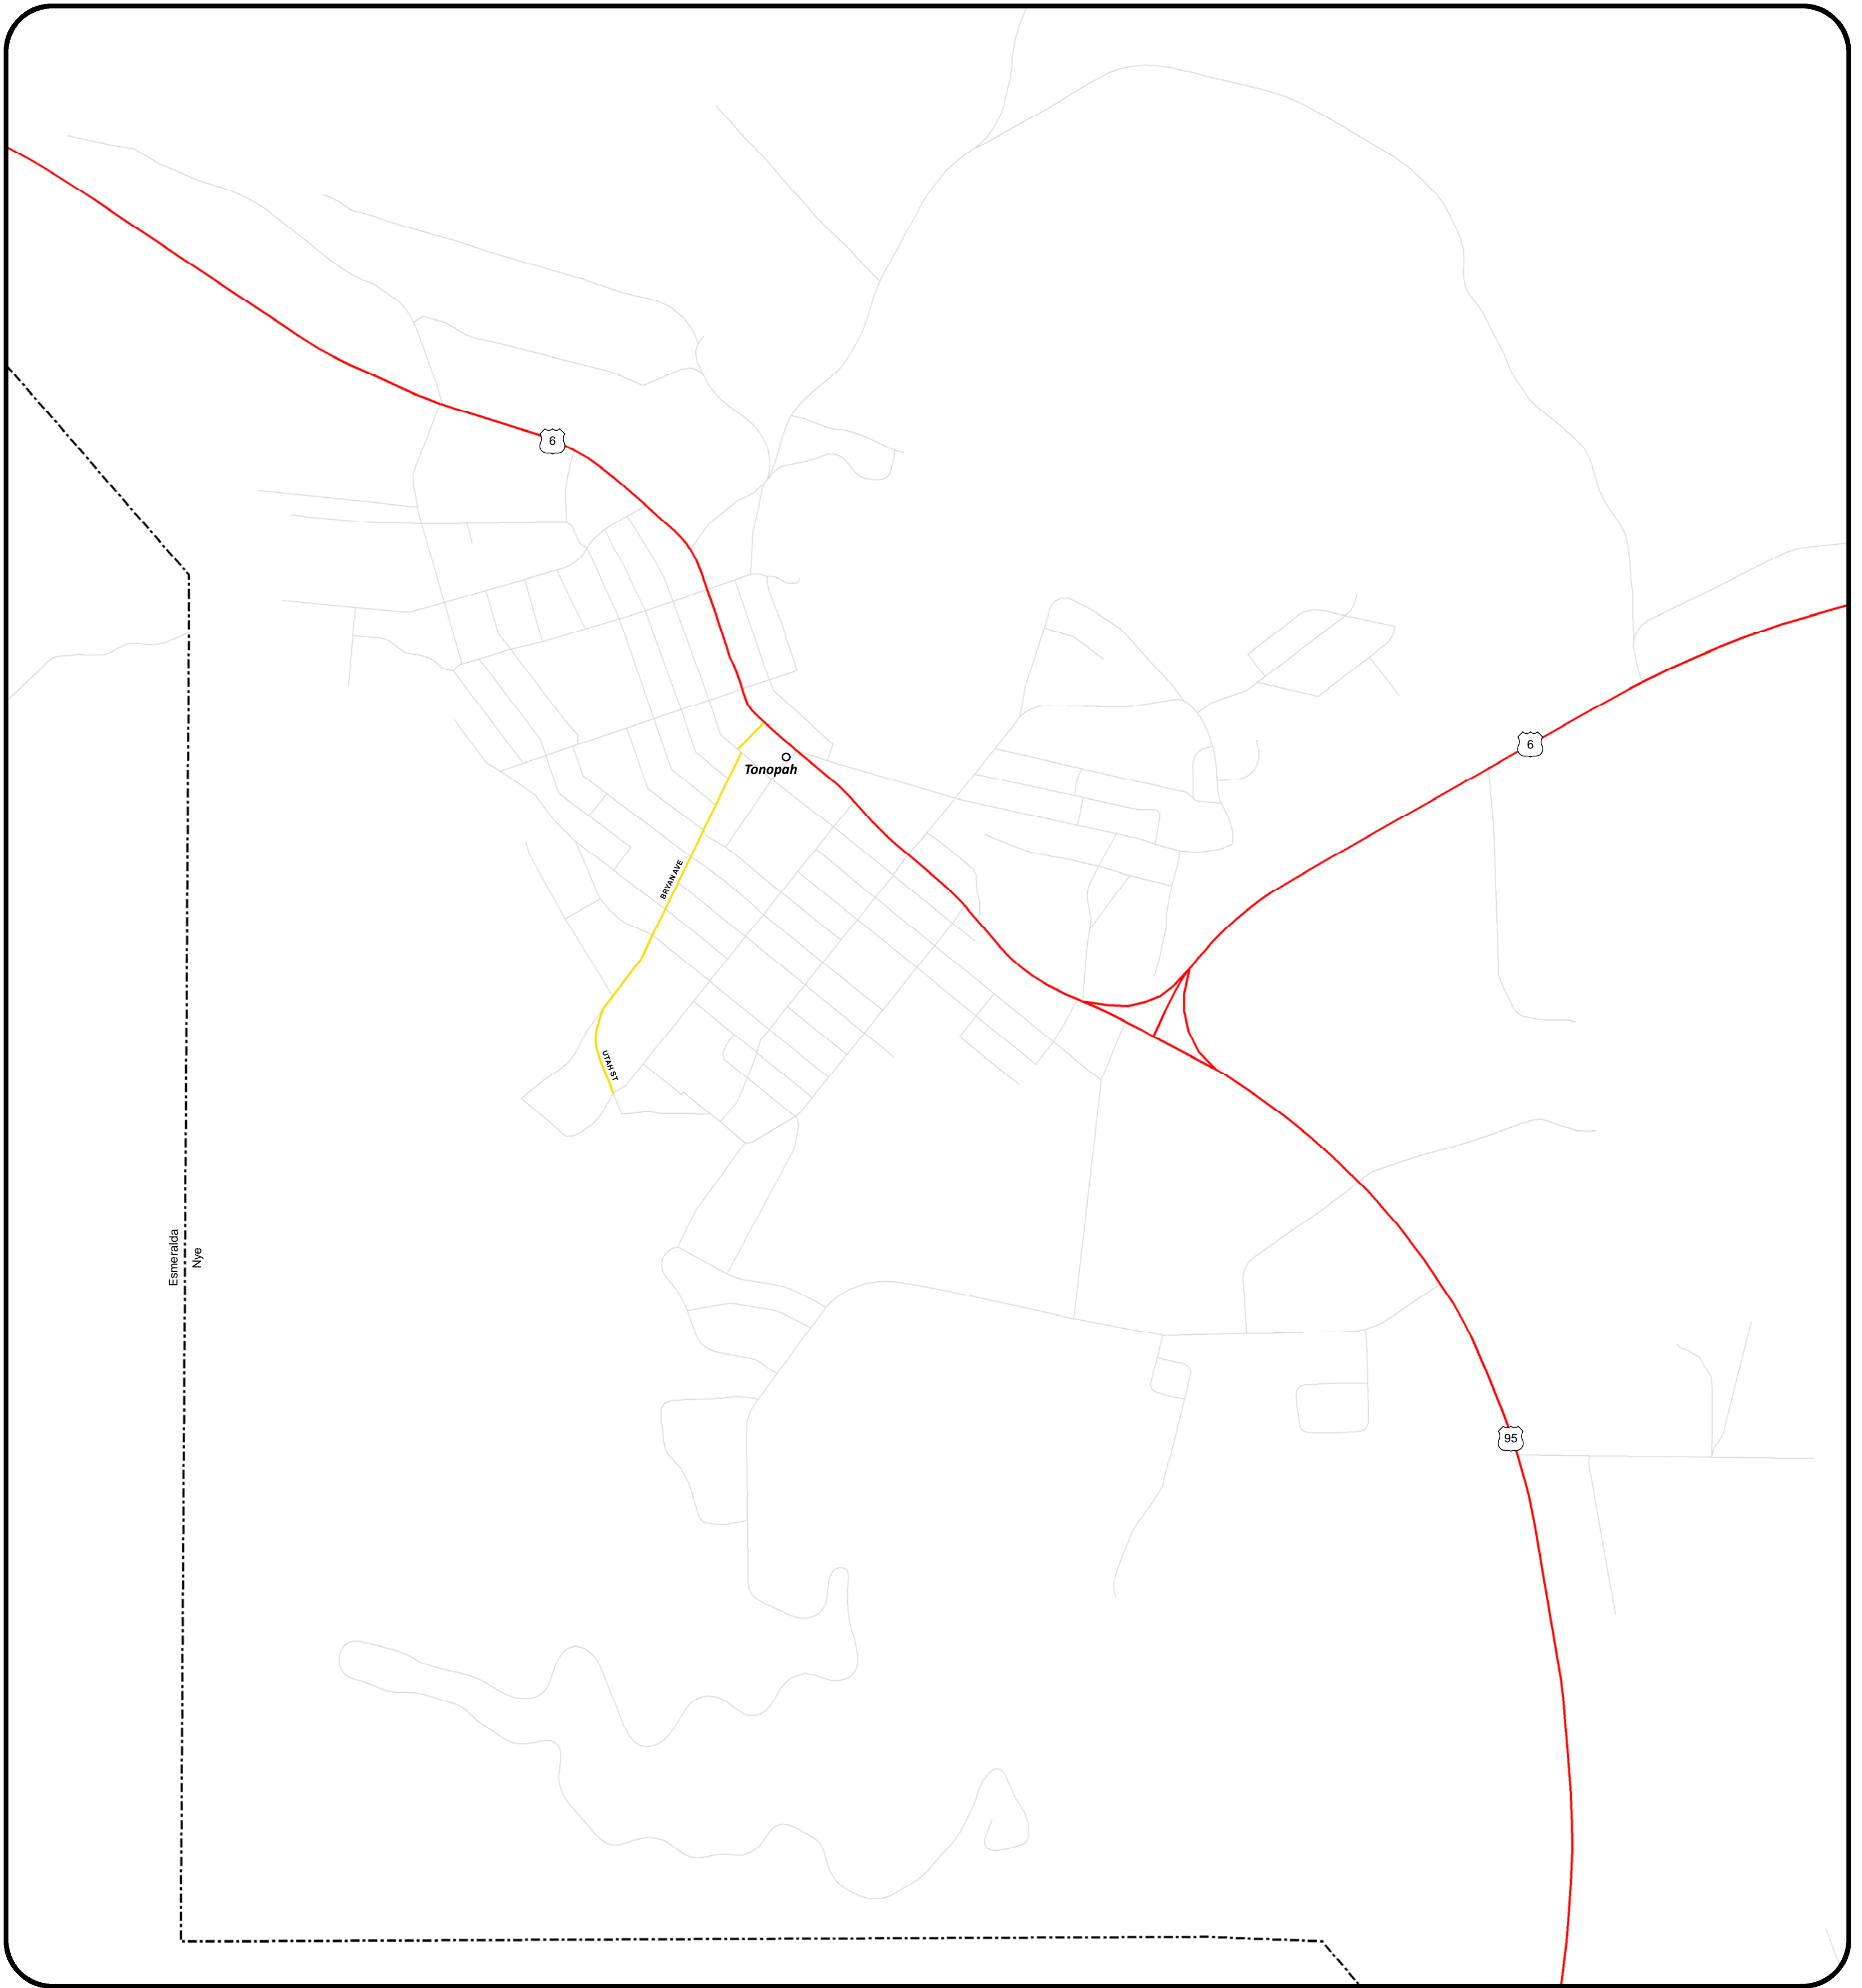 6
6
Tonopah
BRYAN AVE
UTAH ST
Esmeralda
Nye
95